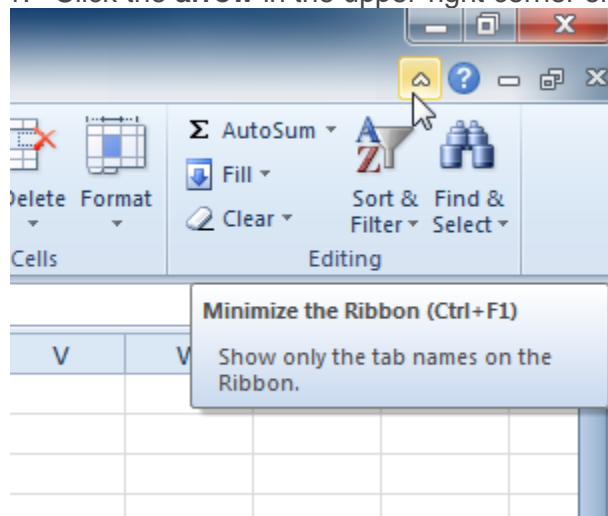 1. Click the arrow in the upper-right corner of
Σ AutoSum
Fill
Clear
Delete Format
A
Z
Sort & Filter
Find & Select
Cells
Editing
Minimize the Ribbon (Ctrl+F1)
Show only the tab names on the
Ribbon.
V
W